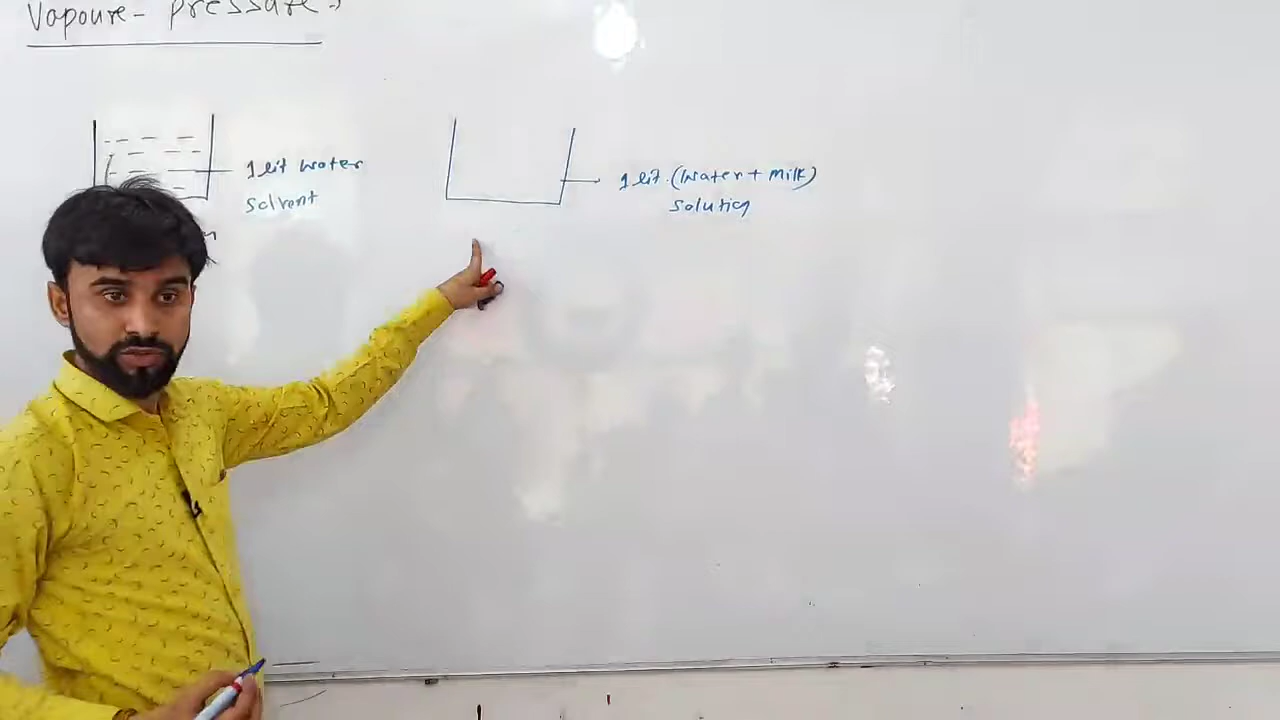 Vapoure - pressure :
1 lit water
solvent
1 lit. (water + milk)
solution